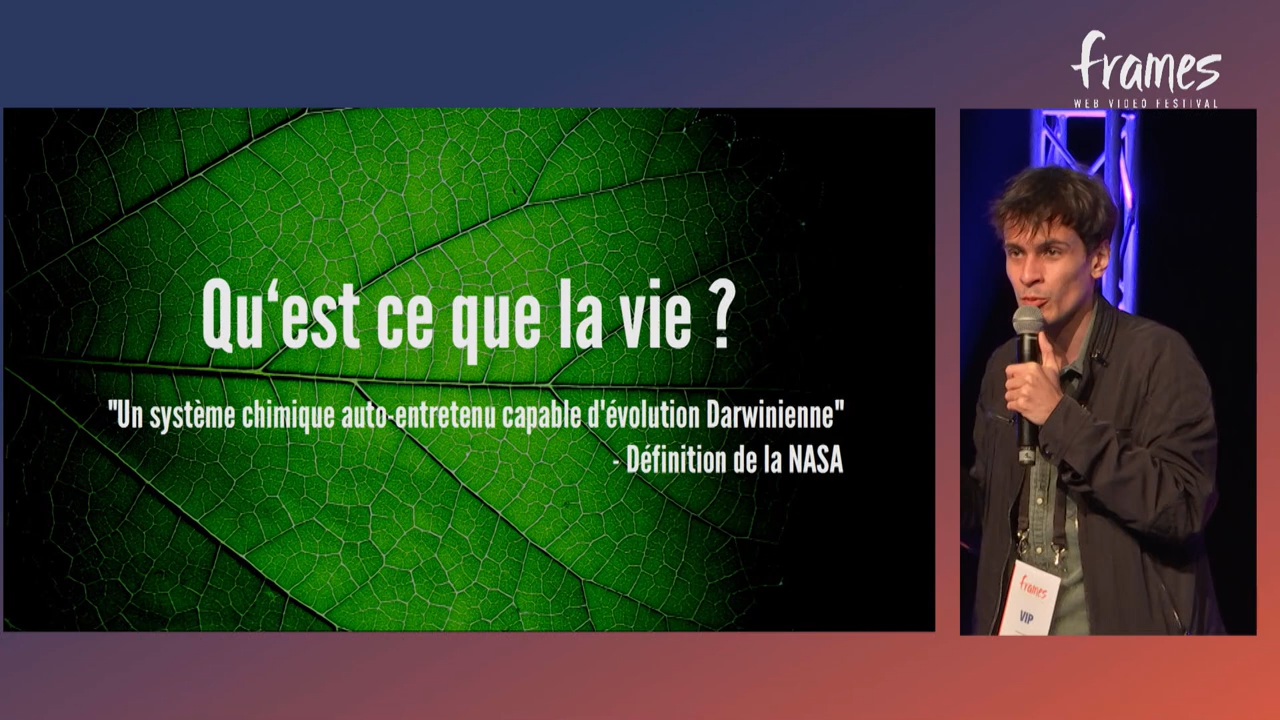 frames
WEB VIDEO FESTIVAL
Qu‘est ce que la vie ?
"Un système chimique auto-entretenu capable d'évolution Darwinienne"
- Définition de la NASA
frames
VIP